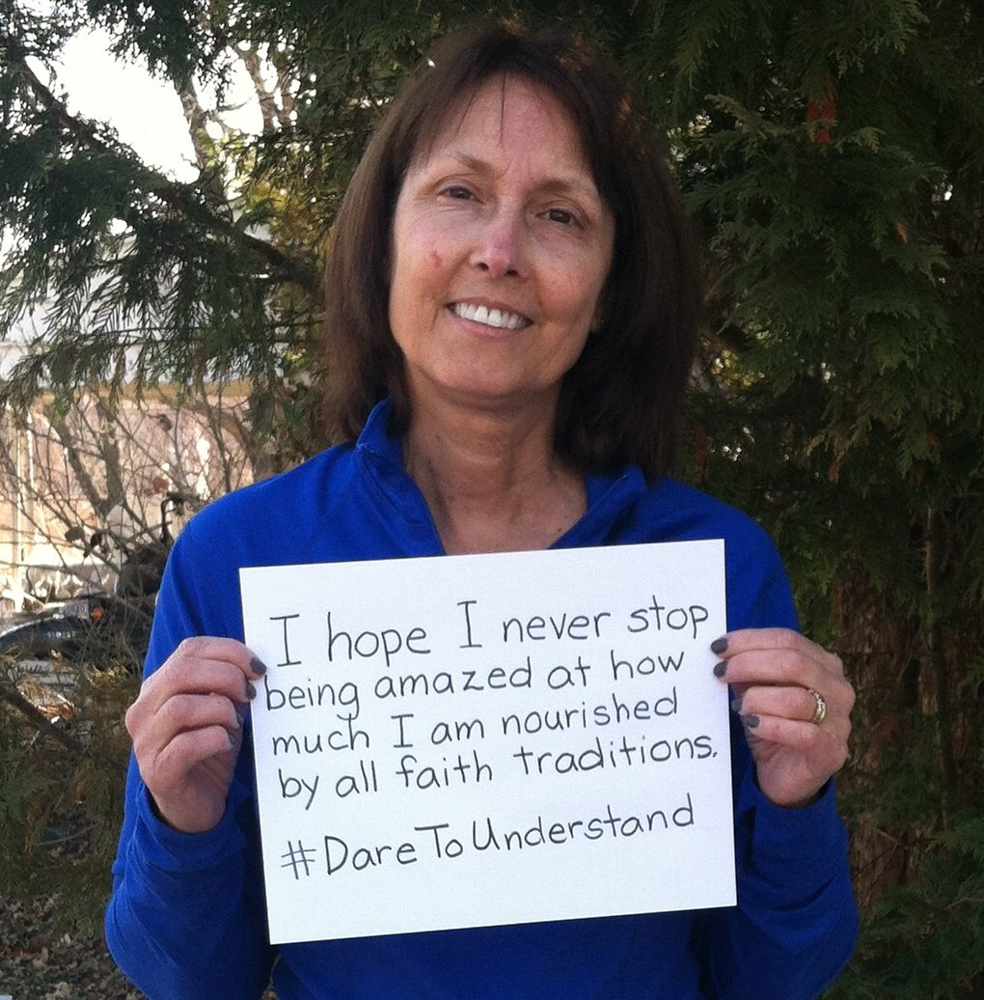 I hope I never stop
being amazed at how
much I am nourished
by all faith traditions.
#DareToUnderstand